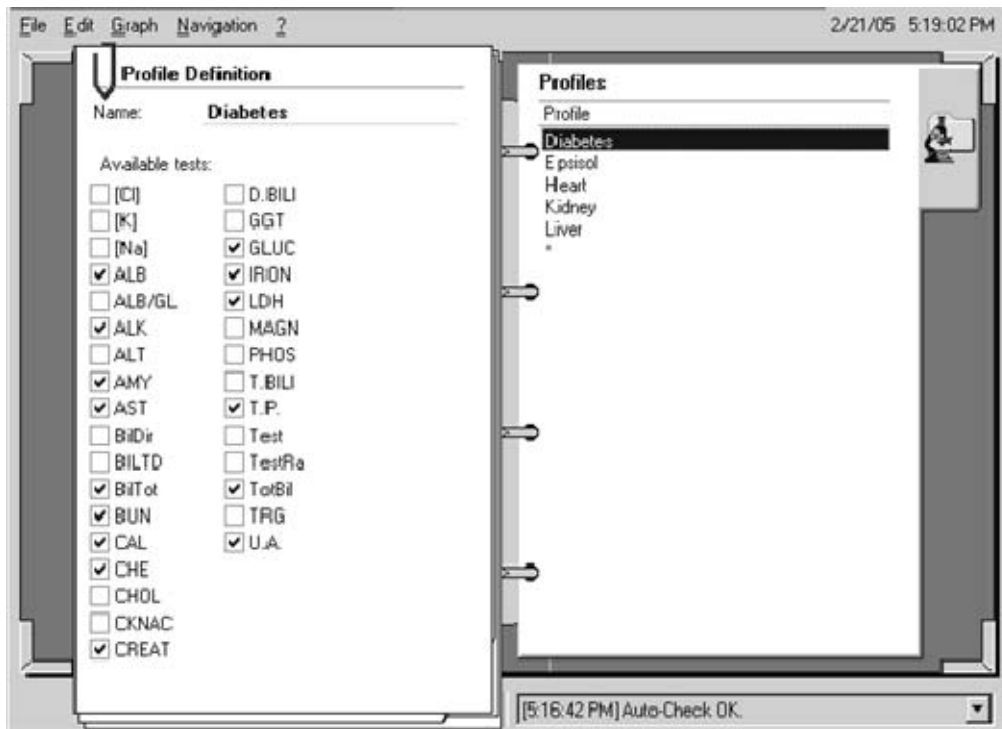 File Edit Graph Navigation ?
2/21/05 5:19:02 PM
Profile Definition
Name: Diabetes
Available tests:
[Cl]
[K]
[Na]
ALB
ALB/GL
ALK
ALT
AMY
AST
BilDir
BILTD
BilTot
BUN
CAL
CHE
CHOL
CKNAC
CREAT
D.BILI
GGT
GLUC
IRON
LDH
MAGN
PHOS
T.BILI
T.P.
Test
TestRa
TotBil
TRG
U.A.
Profiles
Profile
Diabetes
Epsisol
Heart
Kidney
Liver
*
[5:16:42 PM] Auto-Check OK.